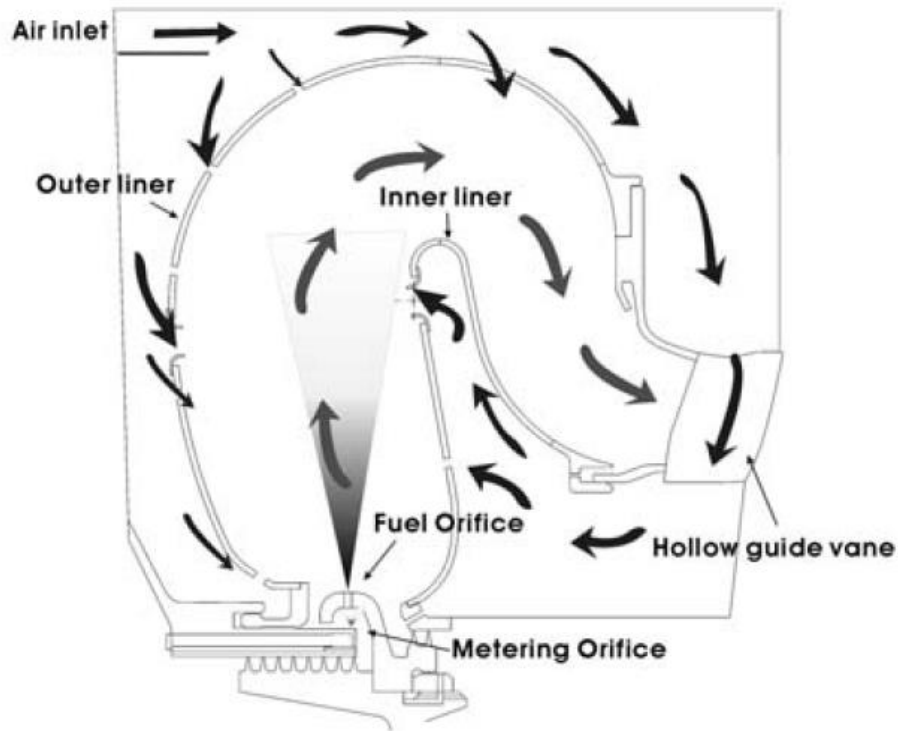 Air inlet
Outer liner
Inner liner
Fuel Orifice
Hollow guide vane
Metering Orifice